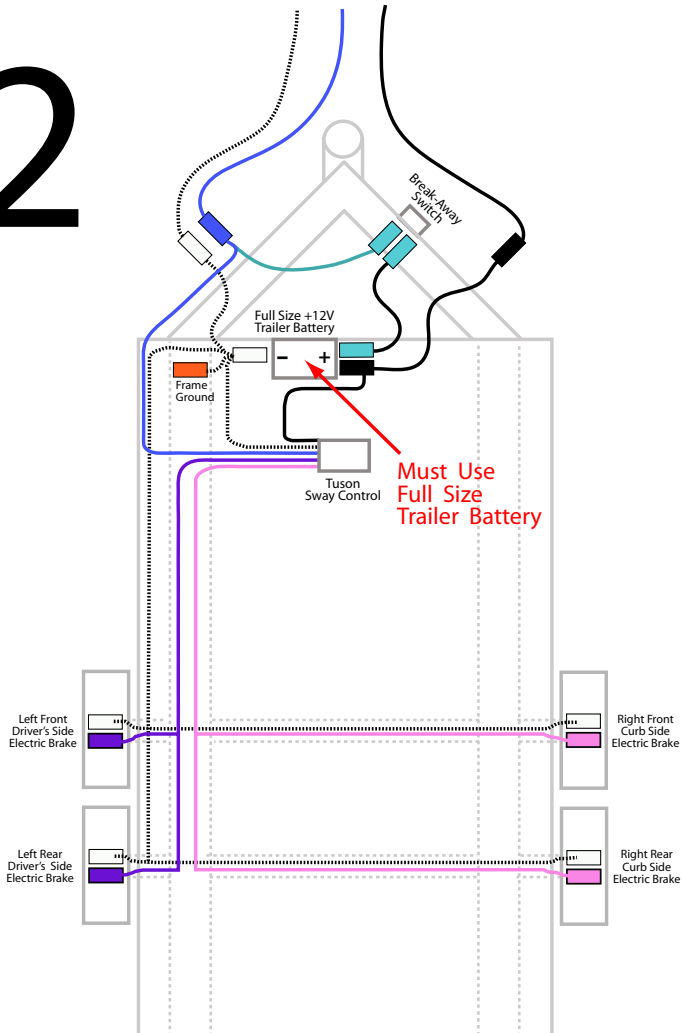 2
Break-Away
Switch
Full Size +12V
Trailer Battery
− +
Frame
Ground
Tuson
Sway Control
Must Use
Full Size
Trailer Battery
Left Front
Driver's Side
Electric Brake
Right Front
Curb Side
Electric Brake
Left Rear
Driver's Side
Electric Brake
Right Rear
Curb Side
Electric Brake